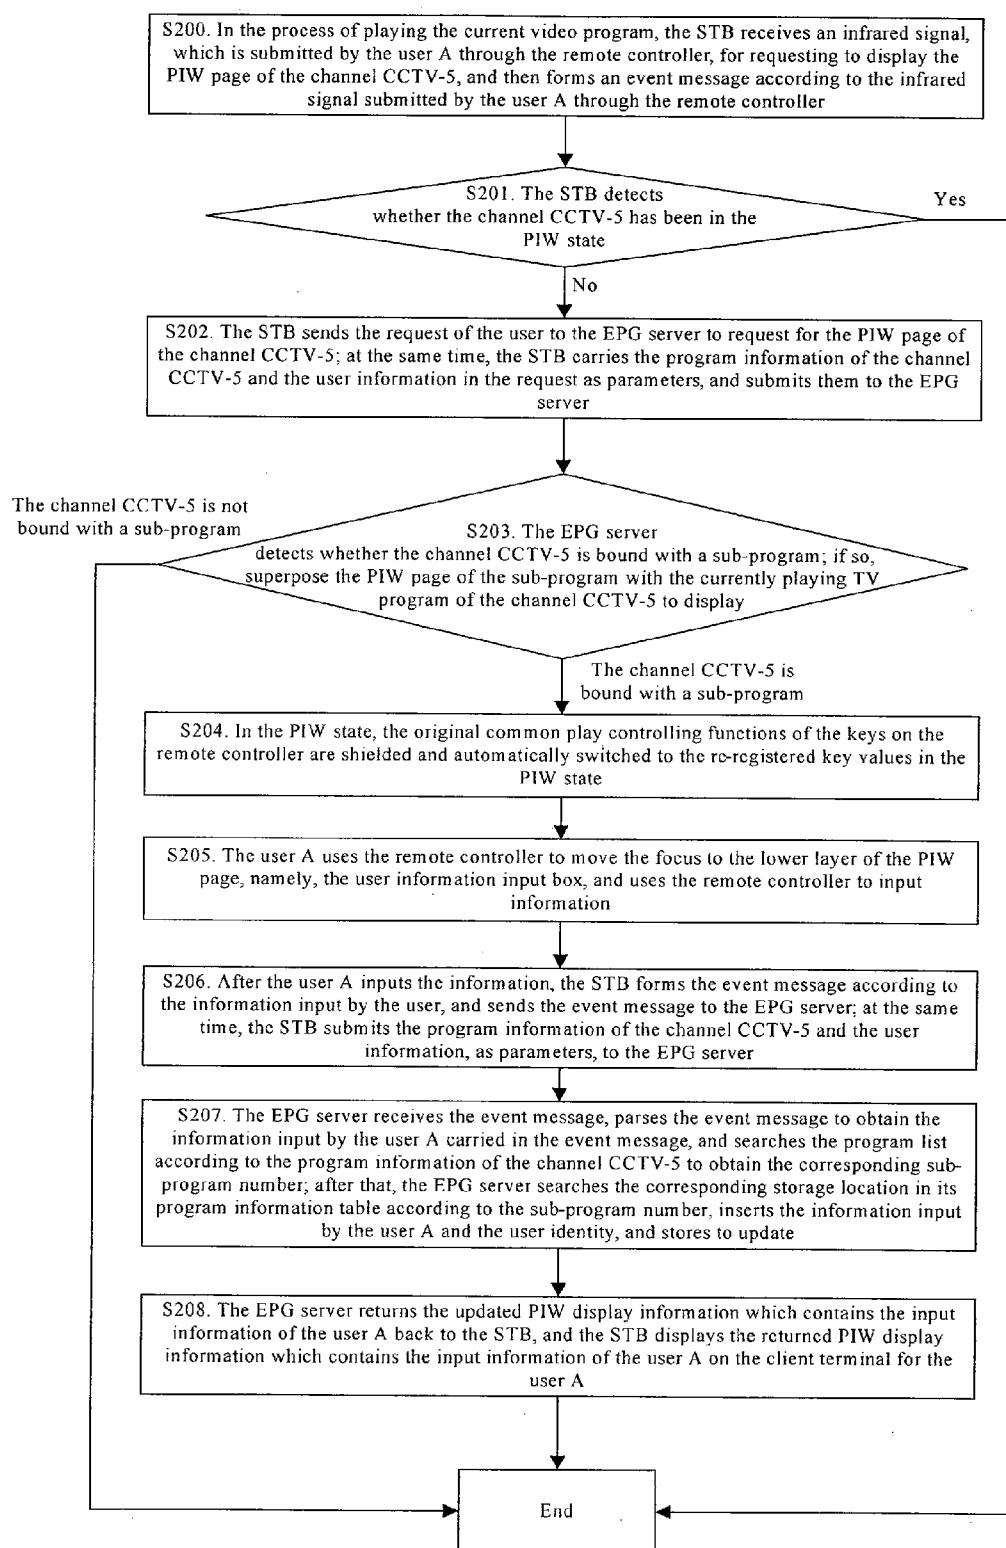 S200. In the process of playing the current video program, the STB receives an infrared signal,
which is submitted by the user A through the remote controller, for requesting to display the
PIW page of the channel CCTV-5, and then forms an event message according to the infrared
signal submitted by the user A through the remote controller
S201. The STB detects
whether the channel CCTV-5 has been in the
PIW state
Yes
No
S202. The STB sends the request of the user to the EPG server to request for the PIW page of
the channel CCTV-5; at the same time, the STB carries the program information of the channel
CCTV-5 and the user information in the request as parameters, and submits them to the EPG
server
The channel CCTV-5 is not
bound with a sub-program
S203. The EPG server
detects whether the channel CCTV-5 is bound with a sub-program; if so,
superpose the PIW page of the sub-program with the currently playing TV
program of the channel CCTV-5 to display
The channel CCTV-5 is
bound with a sub-program
S204. In the PIW state, the original common play controlling functions of the keys on the
remote controller are shielded and automatically switched to the re-registered key values in the
PIW state
S205. The user A uses the remote controller to move the focus to the lower layer of the PIW
page, namely, the user information input box, and uses the remote controller to input
information
S206. After the user A inputs the information, the STB forms the event message according to
the information input by the user, and sends the event message to the EPG server; at the same
time, the STB submits the program information of the channel CCTV-5 and the user
information, as parameters, to the EPG server
S207. The EPG server receives the event message, parses the event message to obtain the
information input by the user A carried in the event message, and searches the program list
according to the program information of the channel CCTV-5 to obtain the corresponding sub-
program number; after that, the EPG server searches the corresponding storage location in its
program information table according to the sub-program number, inserts the information input
by the user A and the user identity, and stores to update
S208. The EPG server returns the updated PIW display information which contains the input
information of the user A back to the STB, and the STB displays the returned PIW display
information which contains the input information of the user A on the client terminal for the
user A
End